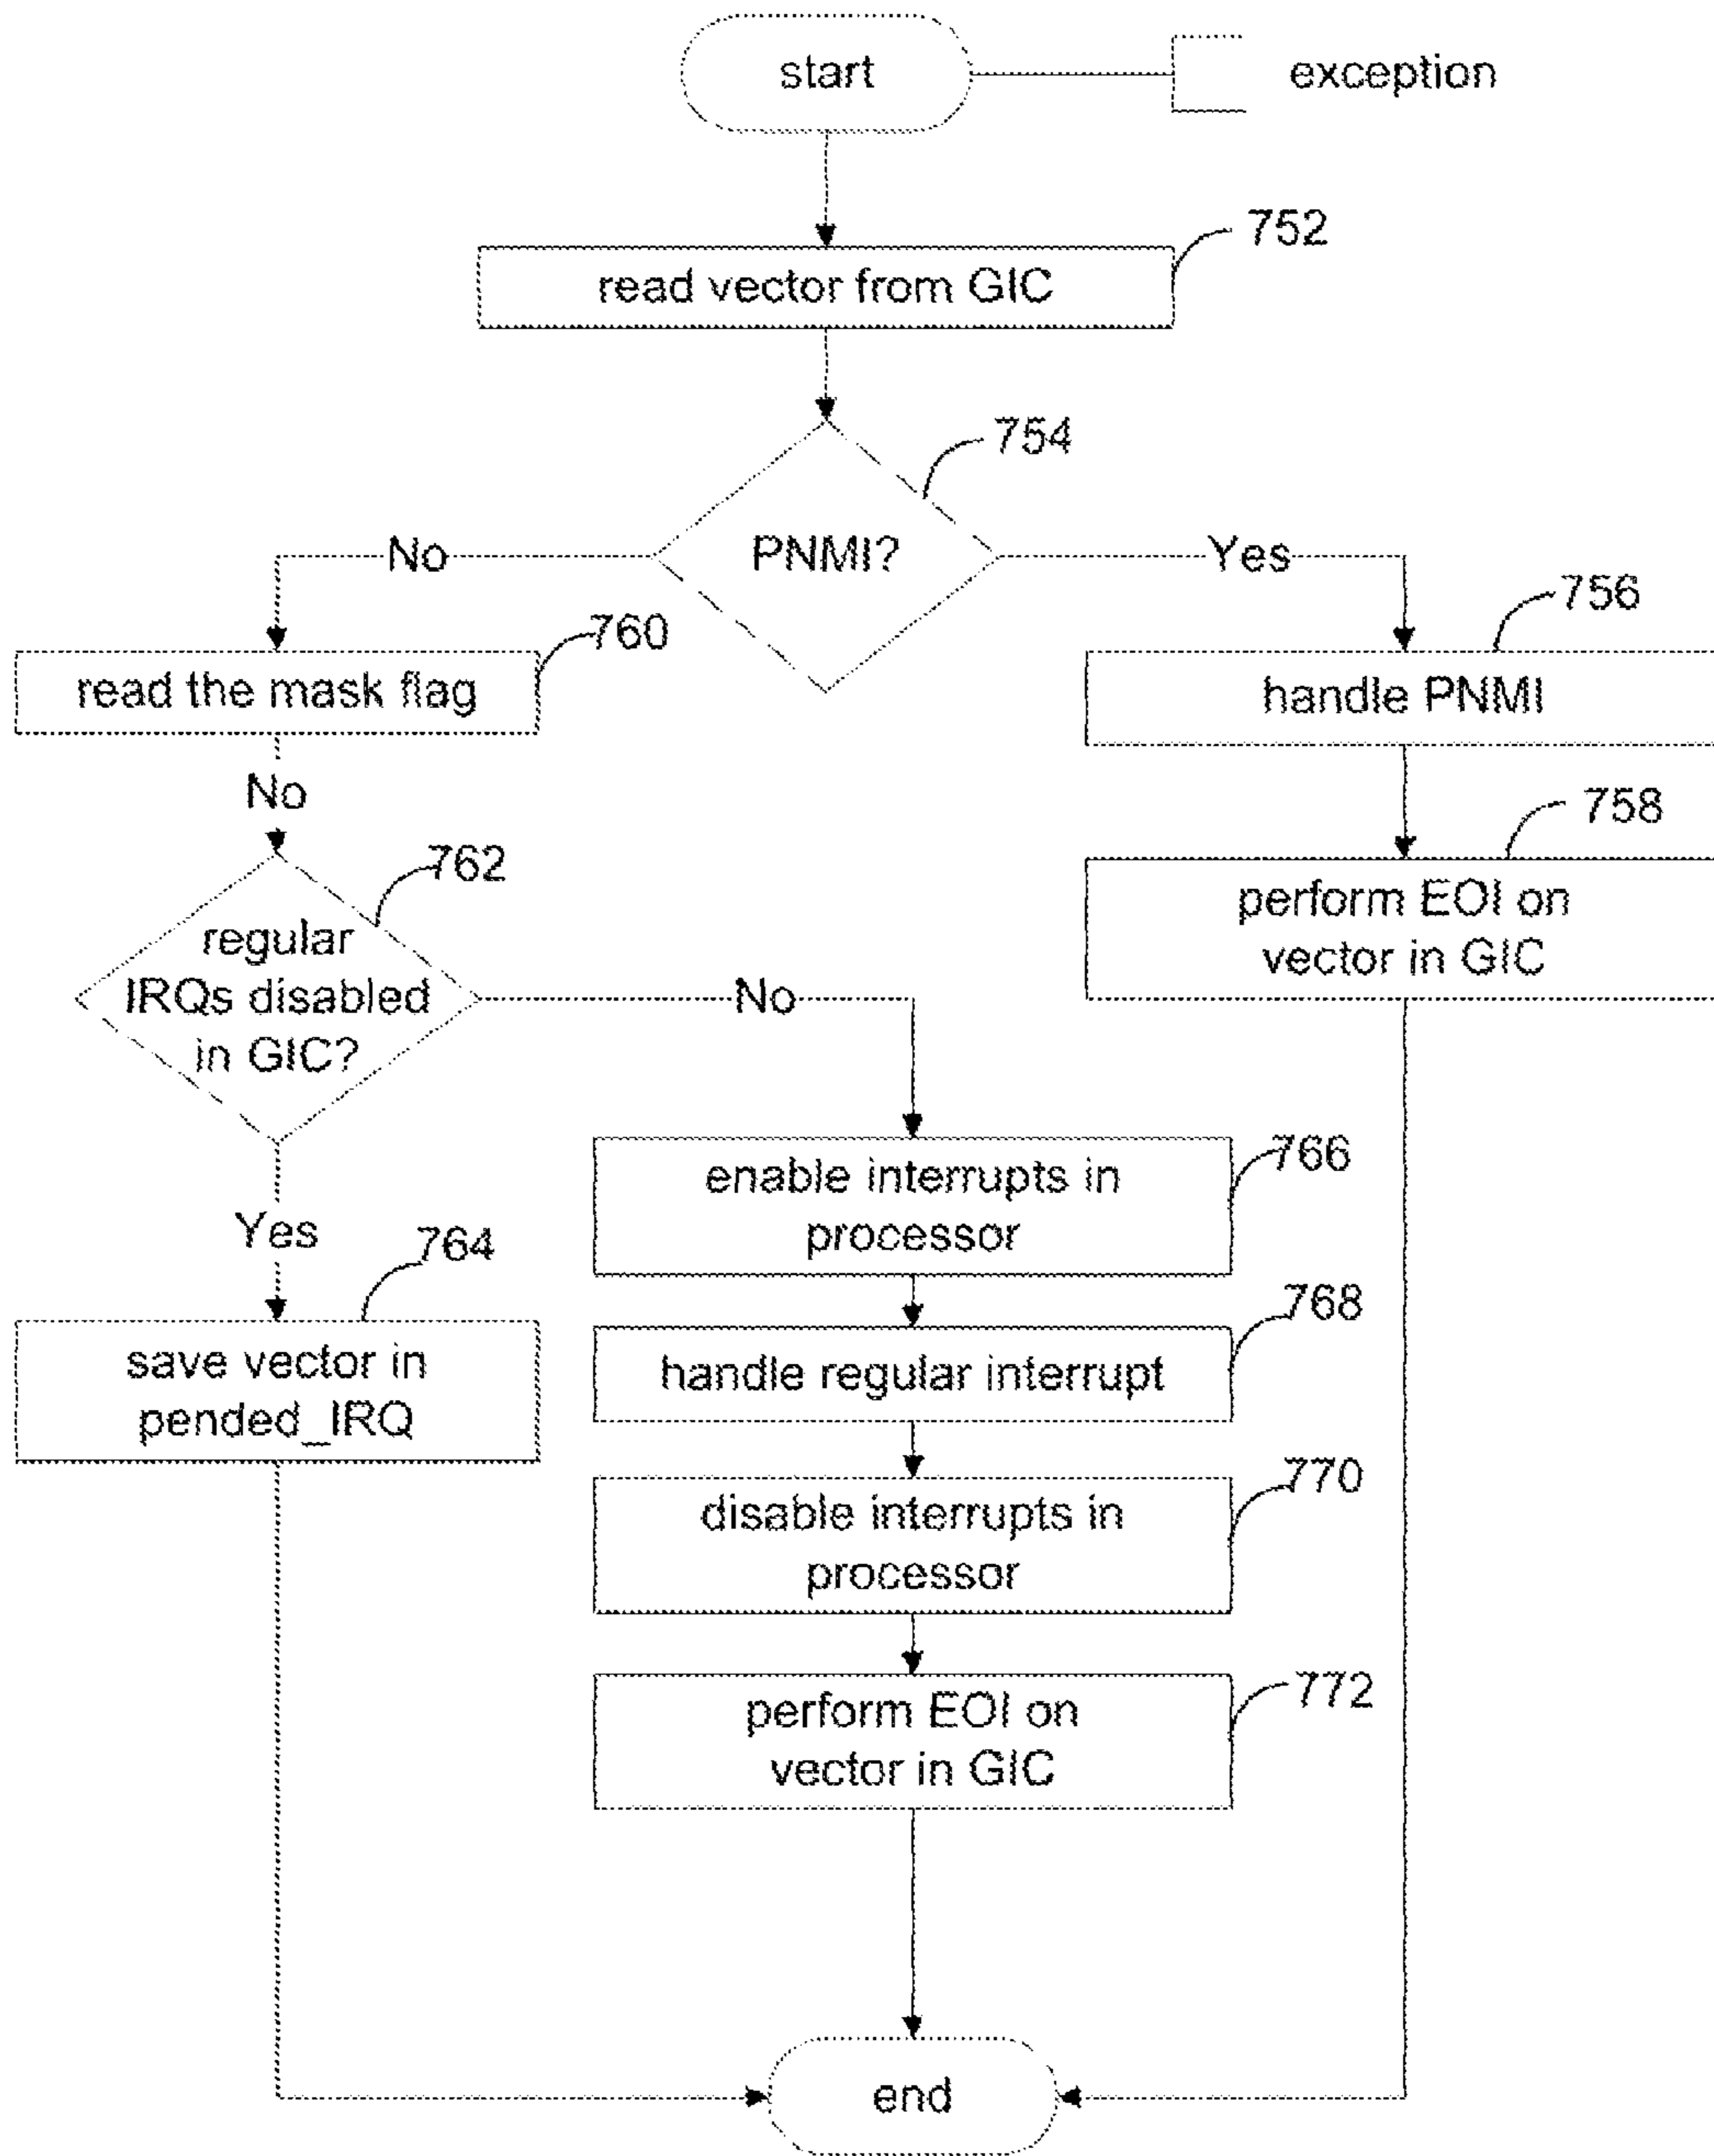 start
exception
752
read vector from GIC
754
PNMI?
No
Yes
760
read the mask flag
756
handle PNMI
No
758
perform EOI on
vector in GIC
762
regular
IRQs disabled
in GIC?
No
Yes
764
save vector in
pended_IRQ
766
enable interrupts in
processor
768
handle regular interrupt
770
disable interrupts in
processor
772
perform EOI on
vector in GIC
end